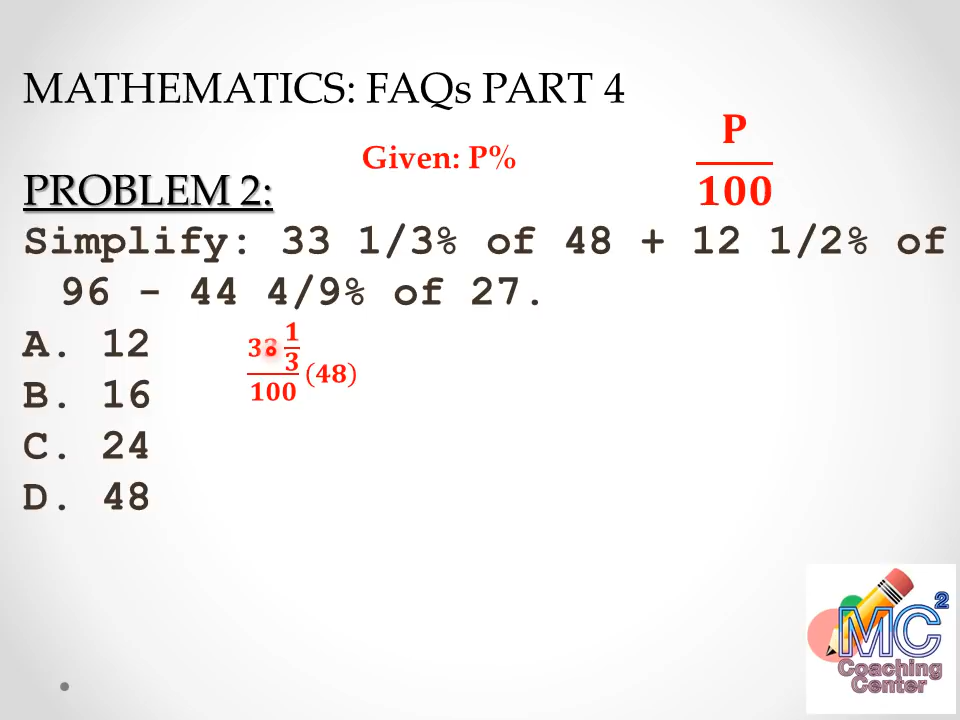 MATHEMATICS: FAQs PART 4
Given: P%
P
100
PROBLEM 2:
Simplify: 33 1/3% of 48 + 12 1/2% of
96 - 44 4/9% of 27.
A. 12
B. 16
C. 24
D. 48
33 1/3
100
(48)
MC2
Coaching
Center